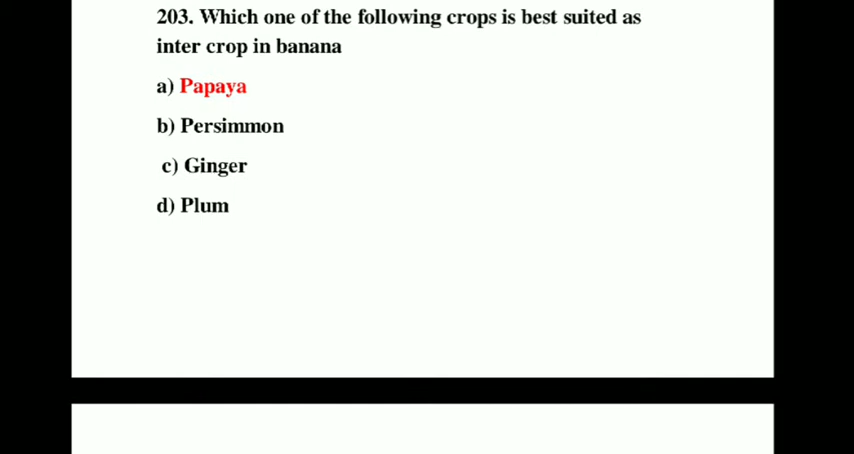 203. Which one of the following crops is best suited as
inter crop in banana
a) Papaya
b) Persimmon
c) Ginger
d) Plum